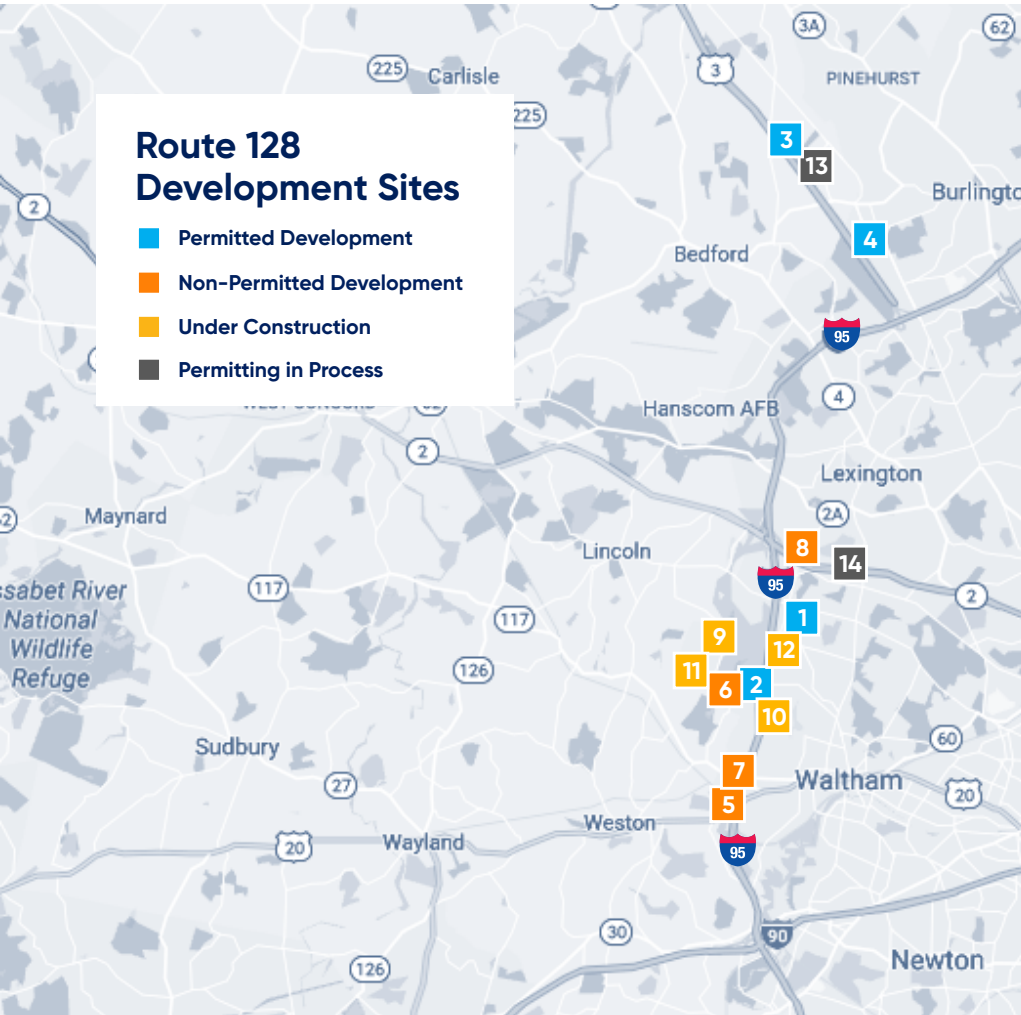 3A
62
225
Carlisle
3
PINEHURST
225
Route 128
Development Sites
Permitted Development
Non-Permitted Development
Under Construction
Permitting in Process
3
13
2
Burlingto
4
Bedford
95
4
Hanscom AFB
2
Lexington
2A
Maynard
Lincoln
8
14
ssabet River
National
Wildlife
Refuge
117
95
2
117
1
9
12
126
11
6
2
10
Sudbury
60
7
27
Waltham
20
5
Weston
20
Wayland
95
30
90
Newton
126